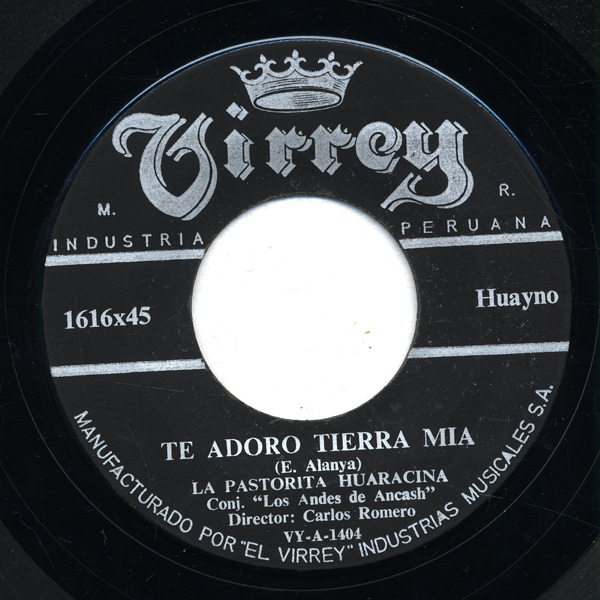 Virrey
M. R.
INDUSTRIA PERUANA
1616x45
Huayno
TE ADORO TIERRA MIA
(E. Alanya)
LA PASTORITA HUARACINA
Conj. "Los Andes de Ancash"
Director: Carlos Romero
VY-A-1404
MANUFACTURADO POR "EL VIRREY" INDUSTRIAS MUSICALES S.A.